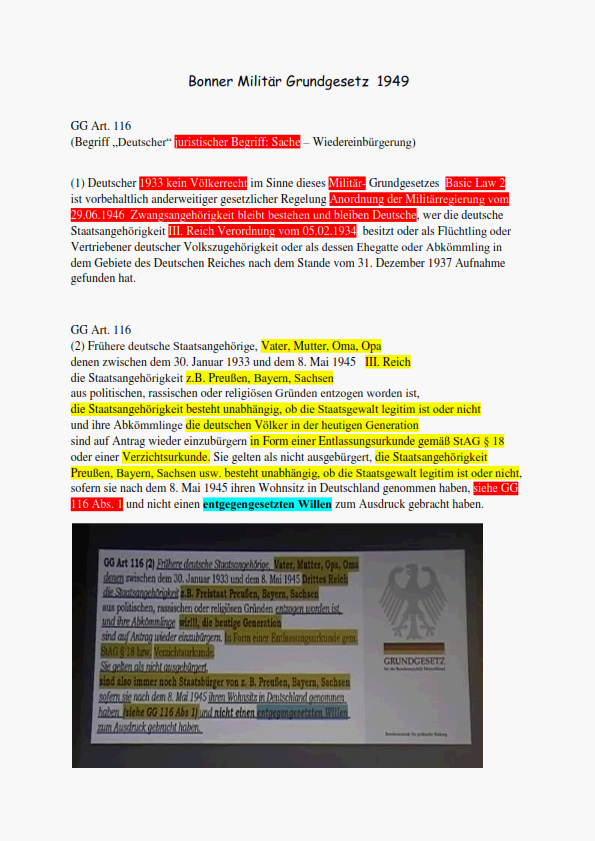 Bonner Militär Grundgesetz 1949
GG Art. 116
(Begriff „Deutscher“ juristischer Begriff: Sache – Wiedereinbürgerung)
(1) Deutscher 1933 kein Völkerrecht im Sinne dieses Militär- Grundgesetzes Basic Law 2
ist vorbehaltlich anderweitiger gesetzlicher Regelung Anordnung der Militärregierung vom
29.06.1946 Zwangsangehörigkeit bleibt bestehen und bleiben Deutsche, wer die deutsche
Staatsangehörigkeit III. Reich Verordnung vom 05.02.1934 besitzt oder als Flüchtling oder
Vertriebener deutscher Volkszugehörigkeit oder als dessen Ehegatte oder Abkömmling in
dem Gebiete des Deutschen Reiches nach dem Stande vom 31. Dezember 1937 Aufnahme
gefunden hat.
GG Art. 116
(2) Frühere deutsche Staatsangehörige, Vater, Mutter, Oma, Opa
denen zwischen dem 30. Januar 1933 und dem 8. Mai 1945 III. Reich
die Staatsangehörigkeit z.B. Preußen, Bayern, Sachsen
aus politischen, rassischen oder religiösen Gründen entzogen worden ist,
die Staatsangehörigkeit besteht unabhängig, ob die Staatsgewalt legitim ist oder nicht
und ihre Abkömmlinge die deutschen Völker in der heutigen Generation
sind auf Antrag wieder einzubürgern in Form einer Entlassungsurkunde gemäß StAG § 18
oder einer Verzichtsurkunde. Sie gelten als nicht ausgebürgert, die Staatsangehörigkeit
Preußen, Bayern, Sachsen usw. besteht unabhängig, ob die Staatsgewalt legitim ist oder nicht,
sofern sie nach dem 8. Mai 1945 ihren Wohnsitz in Deutschland genommen haben, siehe GG
116 Abs. 1 und nicht einen entgegengesetzten Willen zum Ausdruck gebracht haben.
GG Art 116 (2) Frühere deutsche Staatsangehörige, Vater, Mutter, Opa, Oma
denen zwischen dem 30. Januar 1933 und dem 8. Mai 1945 Drittes Reich
die Staatsangehörigkeit z.B. Freistaat Preußen, Bayern, Sachsen
aus politischen, rassischen oder religiösen Gründen entzogen worden ist,
und ihre Abkömmlinge wir!!!, die heutige Generation
sind auf Antrag wieder einzubürgern. In Form einer Entlassungsurkunde gem.
StAG § 18 bzw. Verzichtsurkunde.
Sie gelten als nicht ausgebürgert,
sind also immer noch Staatsbürger von z. B. Preußen, Bayern, Sachsen
sofern sie nach dem 8. Mai 1945 ihren Wohnsitz in Deutschland genommen
haben (siehe GG 116 Abs 1) und nicht einen entgegengesetzten Willen
zum Ausdruck gebracht haben.
GRUNDGESETZ
für die Bundesrepublik Deutschland
Bundeszentrale für politische Bildung